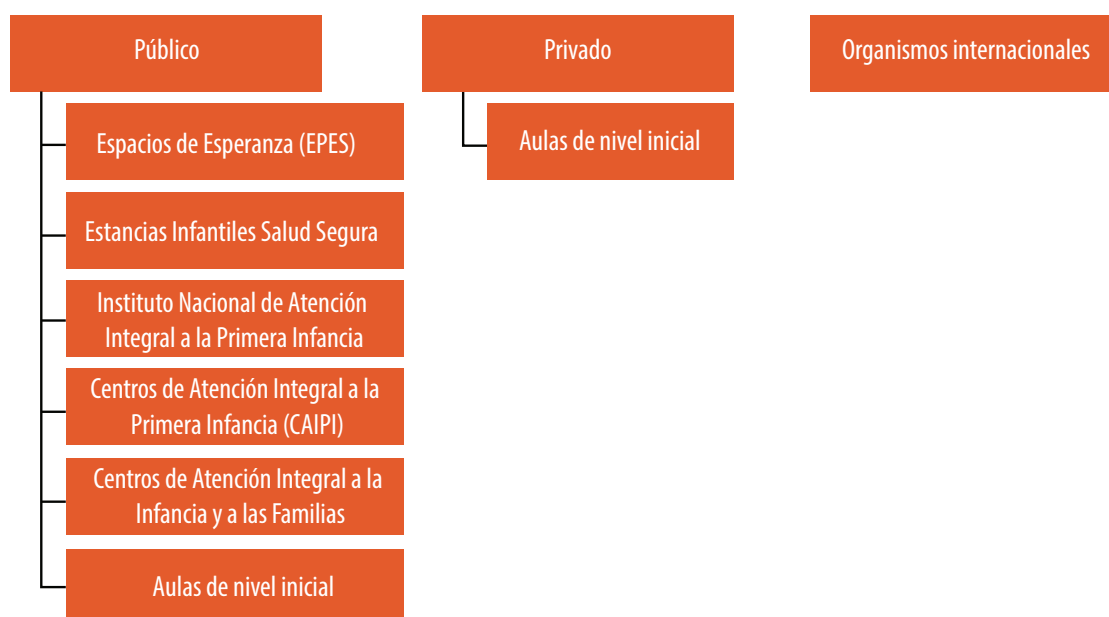 Público
Espacios de Esperanza (EPES)
Estancias Infantiles Salud Segura
Instituto Nacional de Atención
Integral a la Primera Infancia
Centros de Atención Integral a la
Primera Infancia (CAIPI)
Centros de Atención Integral a la
Infancia y a las Familias
Aulas de nivel inicial
Privado
Aulas de nivel inicial
Organismos internacionales